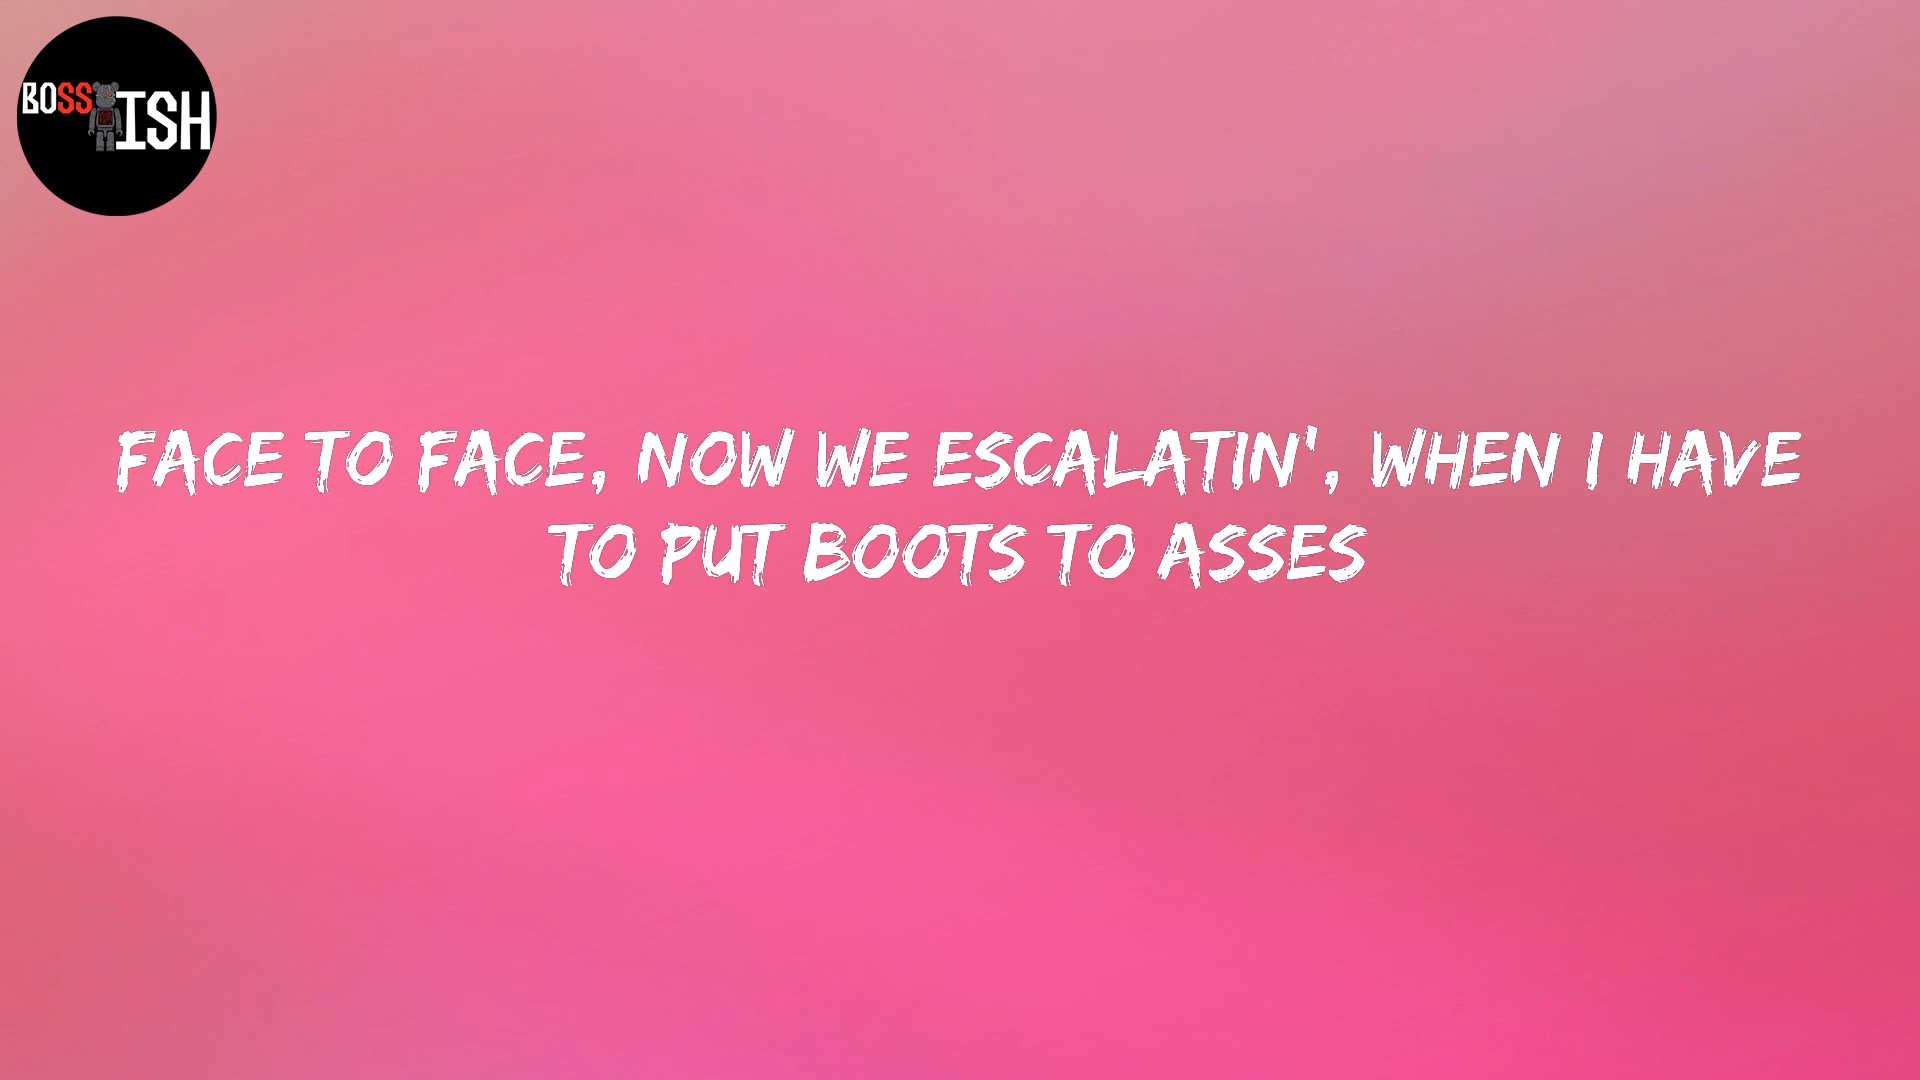 BOSS ISH
FACE TO FACE, NOW WE ESCALATIN', WHEN I HAVE
TO PUT BOOTS TO ASSES